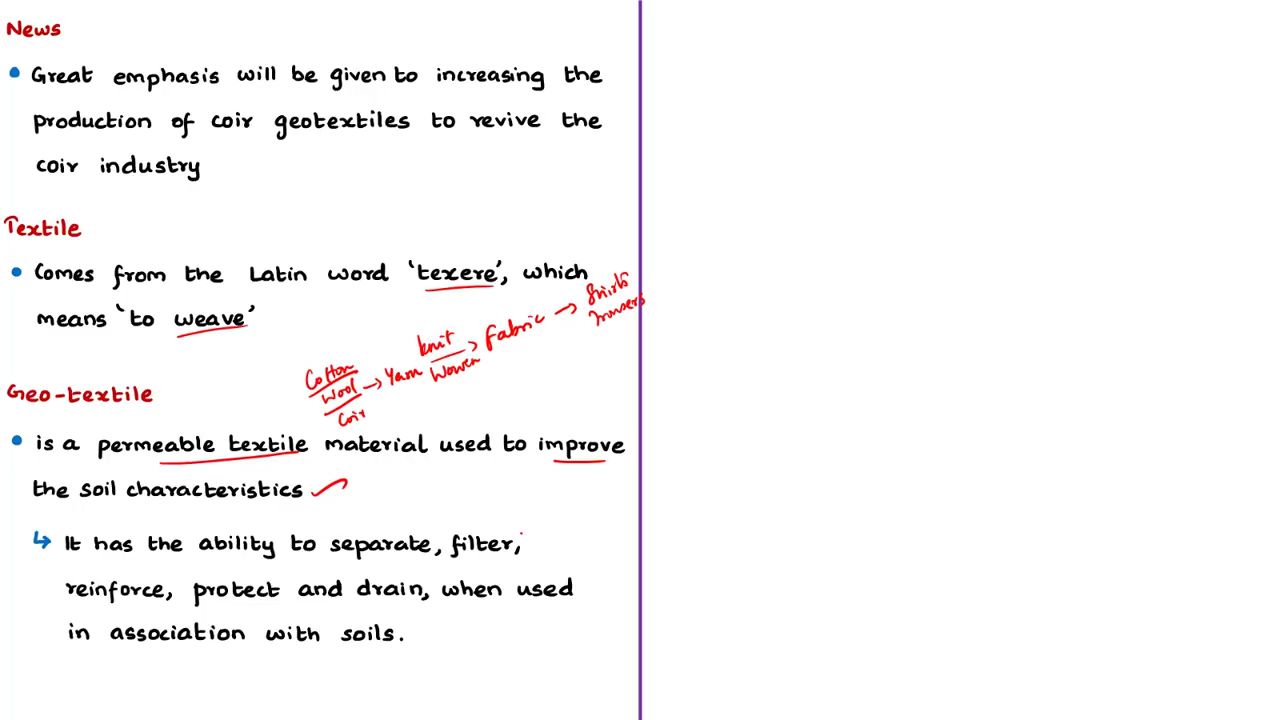 News
• Great emphasis will be given to increasing the
production of coir geotextiles to revive the
coir industry
Textile
• Comes from the Latin word 'texere', which
means 'to weave'
Cotton
Wool
Coir
→ Yarn
knit
Woven
→ Fabric →
Shirts
Trousers
Geo-textile
• is a permeable textile material used to improve
the soil characteristics
↳ It has the ability to separate, filter,
reinforce, protect and drain, when used
in association with soils.